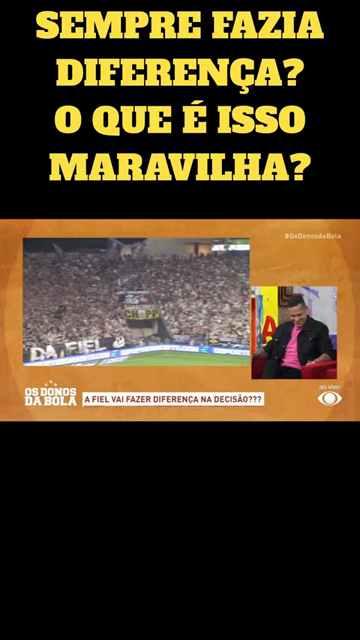 SEMPRE FAZIA
DIFERENÇA?
O QUE É ISSO
MARAVILHA?
#OsDonosdaBola
CHOPP
DA FIEL
OS DONOS
DA BOLA
A FIEL VAI FAZER DIFERENÇA NA DECISÃO???
AO VIVO